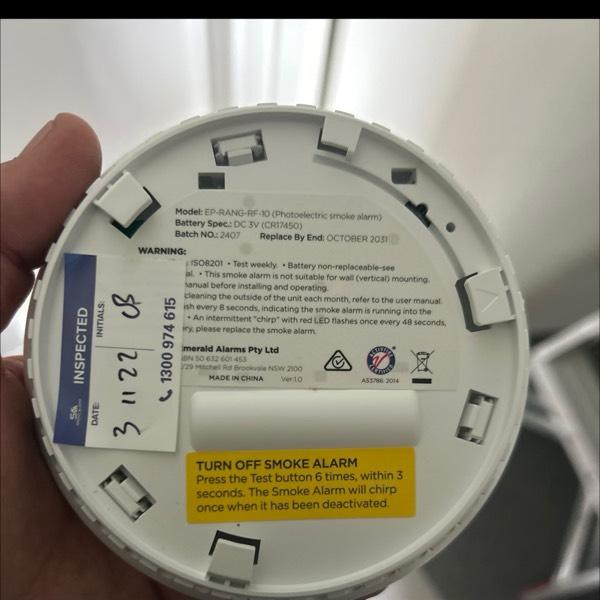 Model: EP-RANG-RF-10 (Photoelectric smoke alarm)
Battery Spec.: DC 3V (CR17450)
Batch NO.: 2407 Replace By End: OCTOBER 2031
WARNING:
ISO8201 • Test weekly. • Battery non-replaceable-see
al. • This smoke alarm is not suitable for wall (vertical) mounting.
anual before installing and operating.
cleaning the outside of the unit each month, refer to the user manual.
sh every 8 seconds, indicating the smoke alarm is running into the
• An intermittent "chirp" with red LED flashes once every 48 seconds,
ry, please replace the smoke alarm.
merald Alarms Pty Ltd
BN 50 632 601 453
/29 Mitchell Rd Brookvale NSW 2100
MADE IN CHINA Ver1.0
AS3786: 2014
INSPECTED
DATE: INITIALS:
3 11 22 CB
1300 974 615
TURN OFF SMOKE ALARM
Press the Test button 6 times, within 3
seconds. The Smoke Alarm will chirp
once when it has been deactivated.